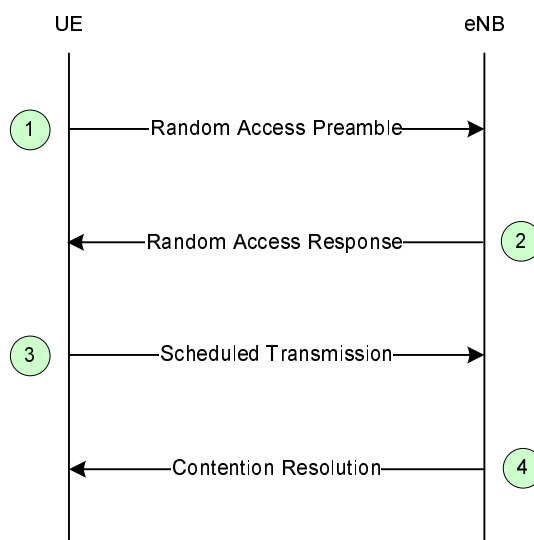 UE
eNB
1
Random Access Preamble
Random Access Response
2
3
Scheduled Transmission
Contention Resolution
4